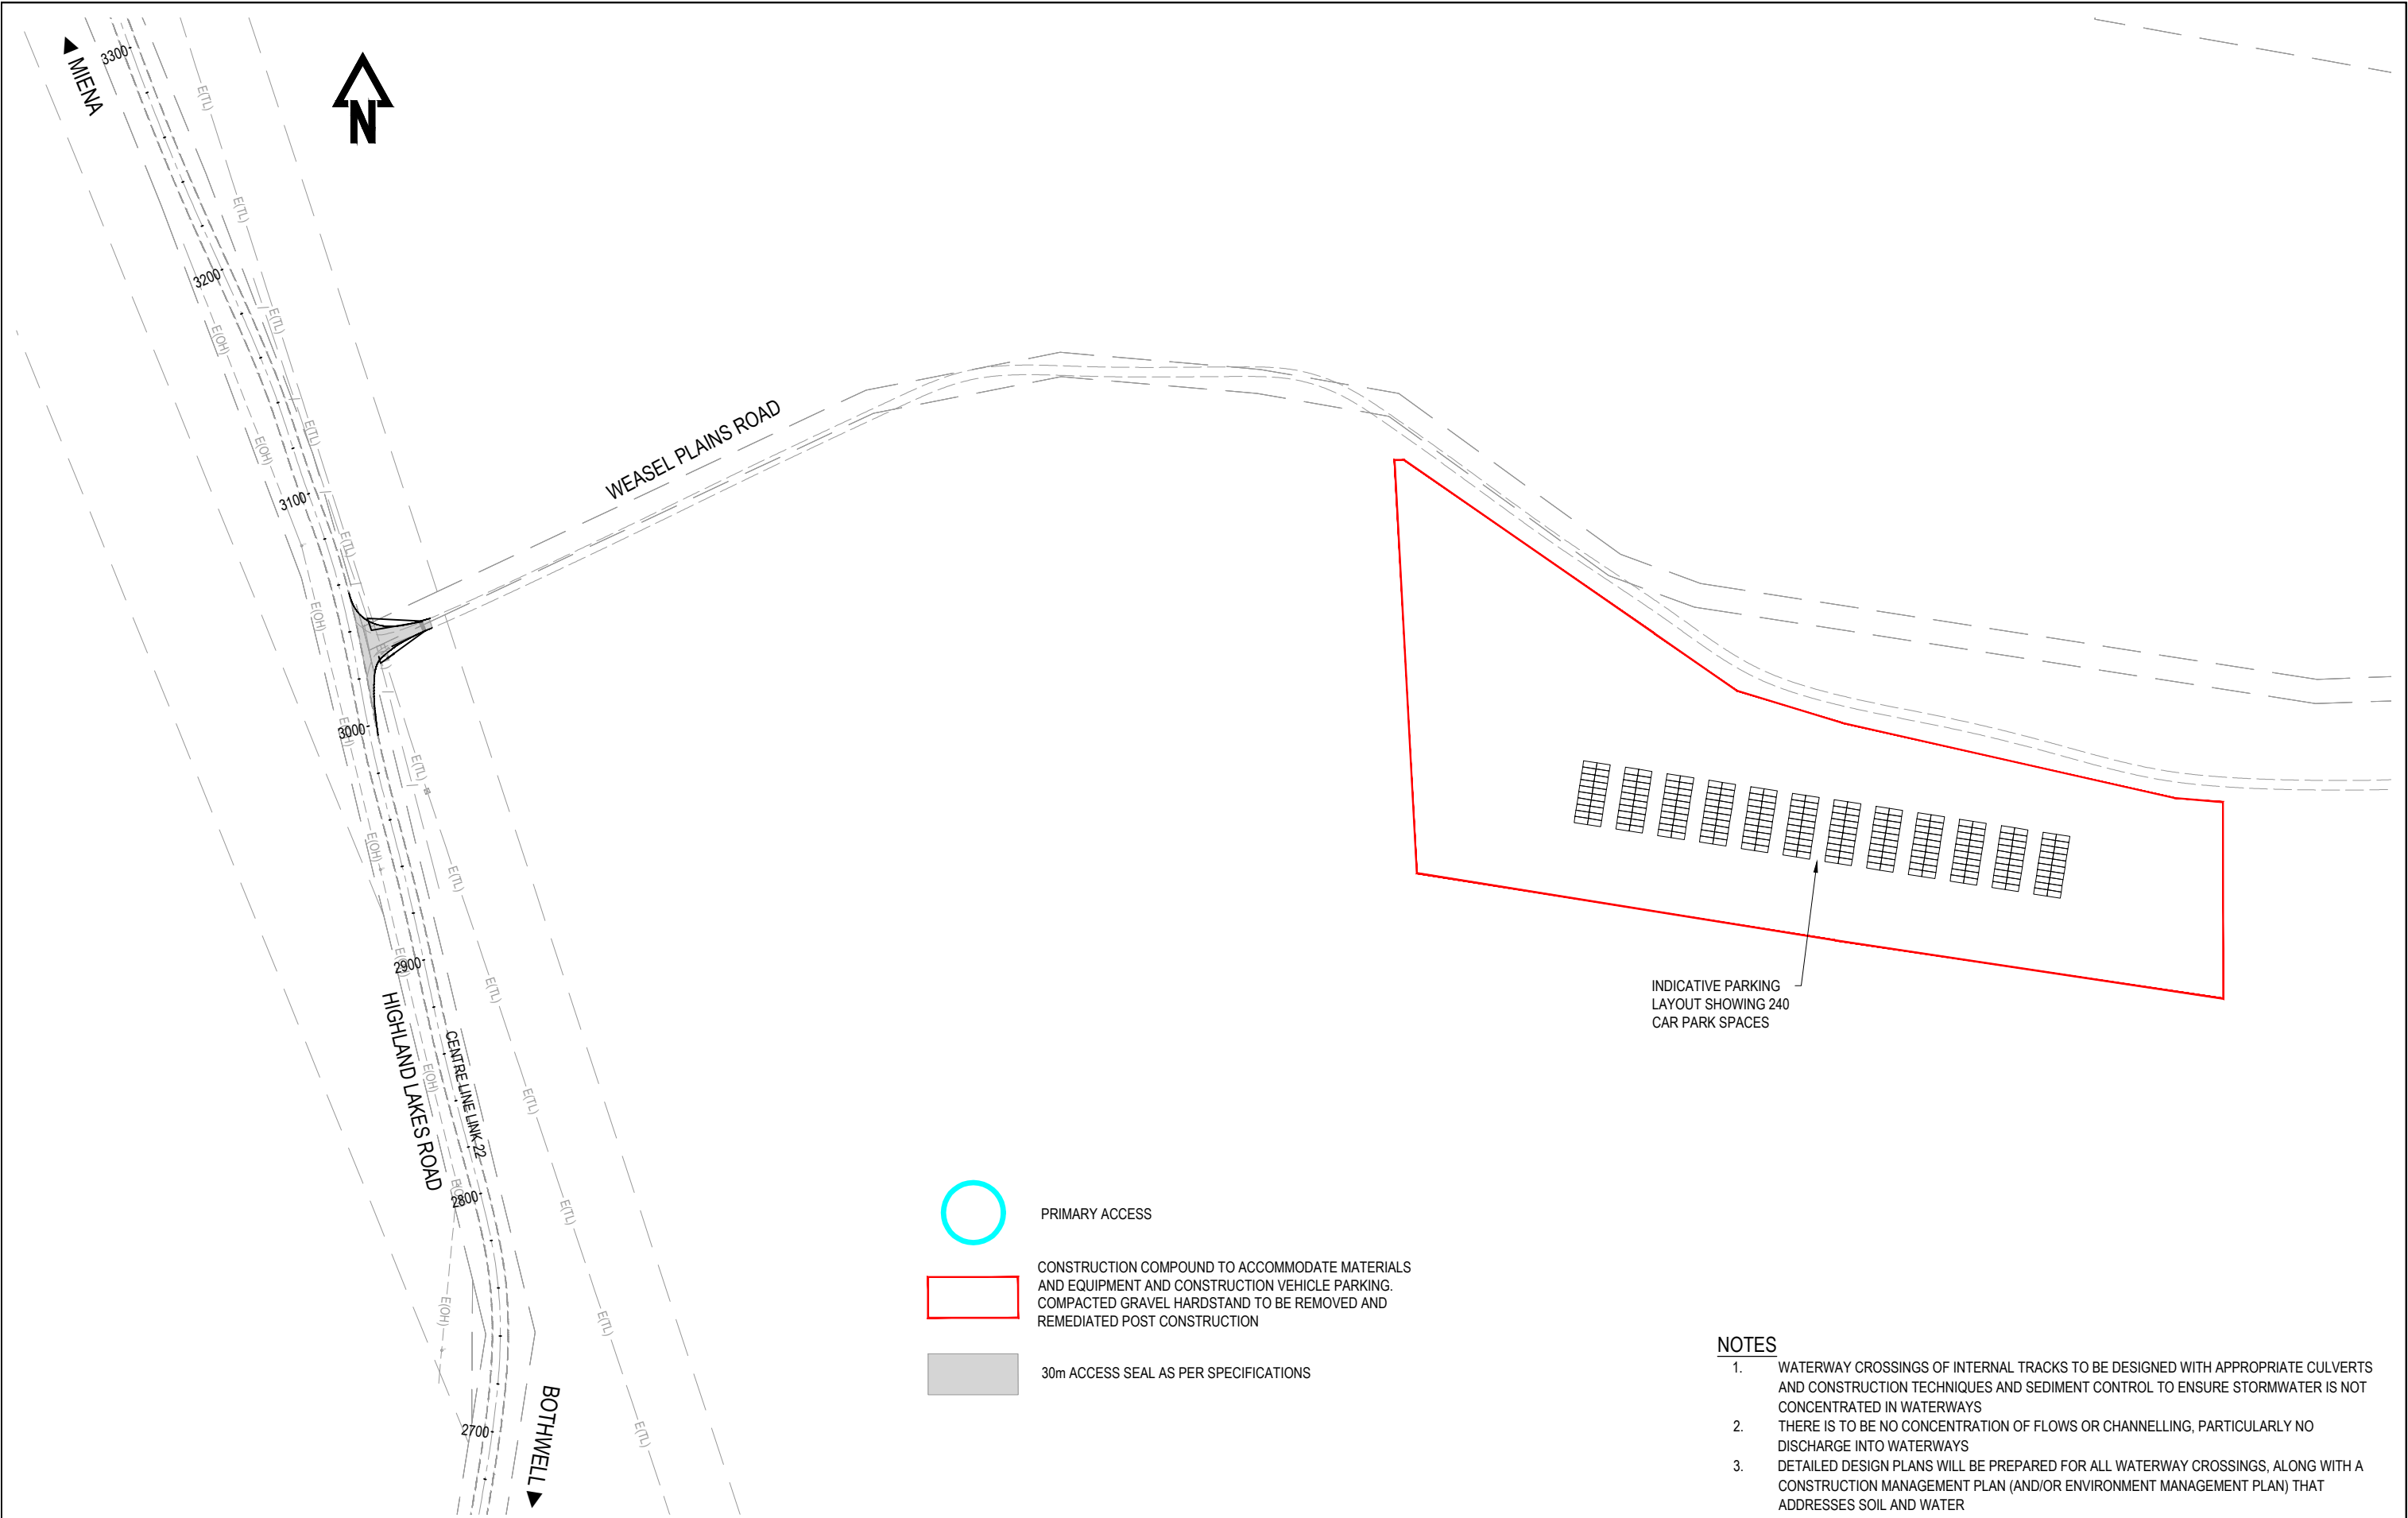 MIENA
N
3300
3200
3100
3000
2900
2800
2700
E(TL)
E(TL)
E(TL)
E(TL)
E(TL)
E(TL)
E(TL)
E(TL)
E(TL)
E(TL)
E(TL)
E(TL)
E(OH)
E(OH)
E(OH)
E(OH)
E(OH)
E(OH)
WEASEL PLAINS ROAD
HIGHLAND LAKES ROAD
CENTRE LINE LINK 22
BOTHWELL
INDICATIVE PARKING
LAYOUT SHOWING 240
CAR PARK SPACES
PRIMARY ACCESS
CONSTRUCTION COMPOUND TO ACCOMMODATE MATERIALS
AND EQUIPMENT AND CONSTRUCTION VEHICLE PARKING.
COMPACTED GRAVEL HARDSTAND TO BE REMOVED AND
REMEDIATED POST CONSTRUCTION
30m ACCESS SEAL AS PER SPECIFICATIONS
NOTES
1. WATERWAY CROSSINGS OF INTERNAL TRACKS TO BE DESIGNED WITH APPROPRIATE CULVERTS
AND CONSTRUCTION TECHNIQUES AND SEDIMENT CONTROL TO ENSURE STORMWATER IS NOT
CONCENTRATED IN WATERWAYS
2. THERE IS TO BE NO CONCENTRATION OF FLOWS OR CHANNELLING, PARTICULARLY NO
DISCHARGE INTO WATERWAYS
3. DETAILED DESIGN PLANS WILL BE PREPARED FOR ALL WATERWAY CROSSINGS, ALONG WITH A
CONSTRUCTION MANAGEMENT PLAN (AND/OR ENVIRONMENT MANAGEMENT PLAN) THAT
ADDRESSES SOIL AND WATER